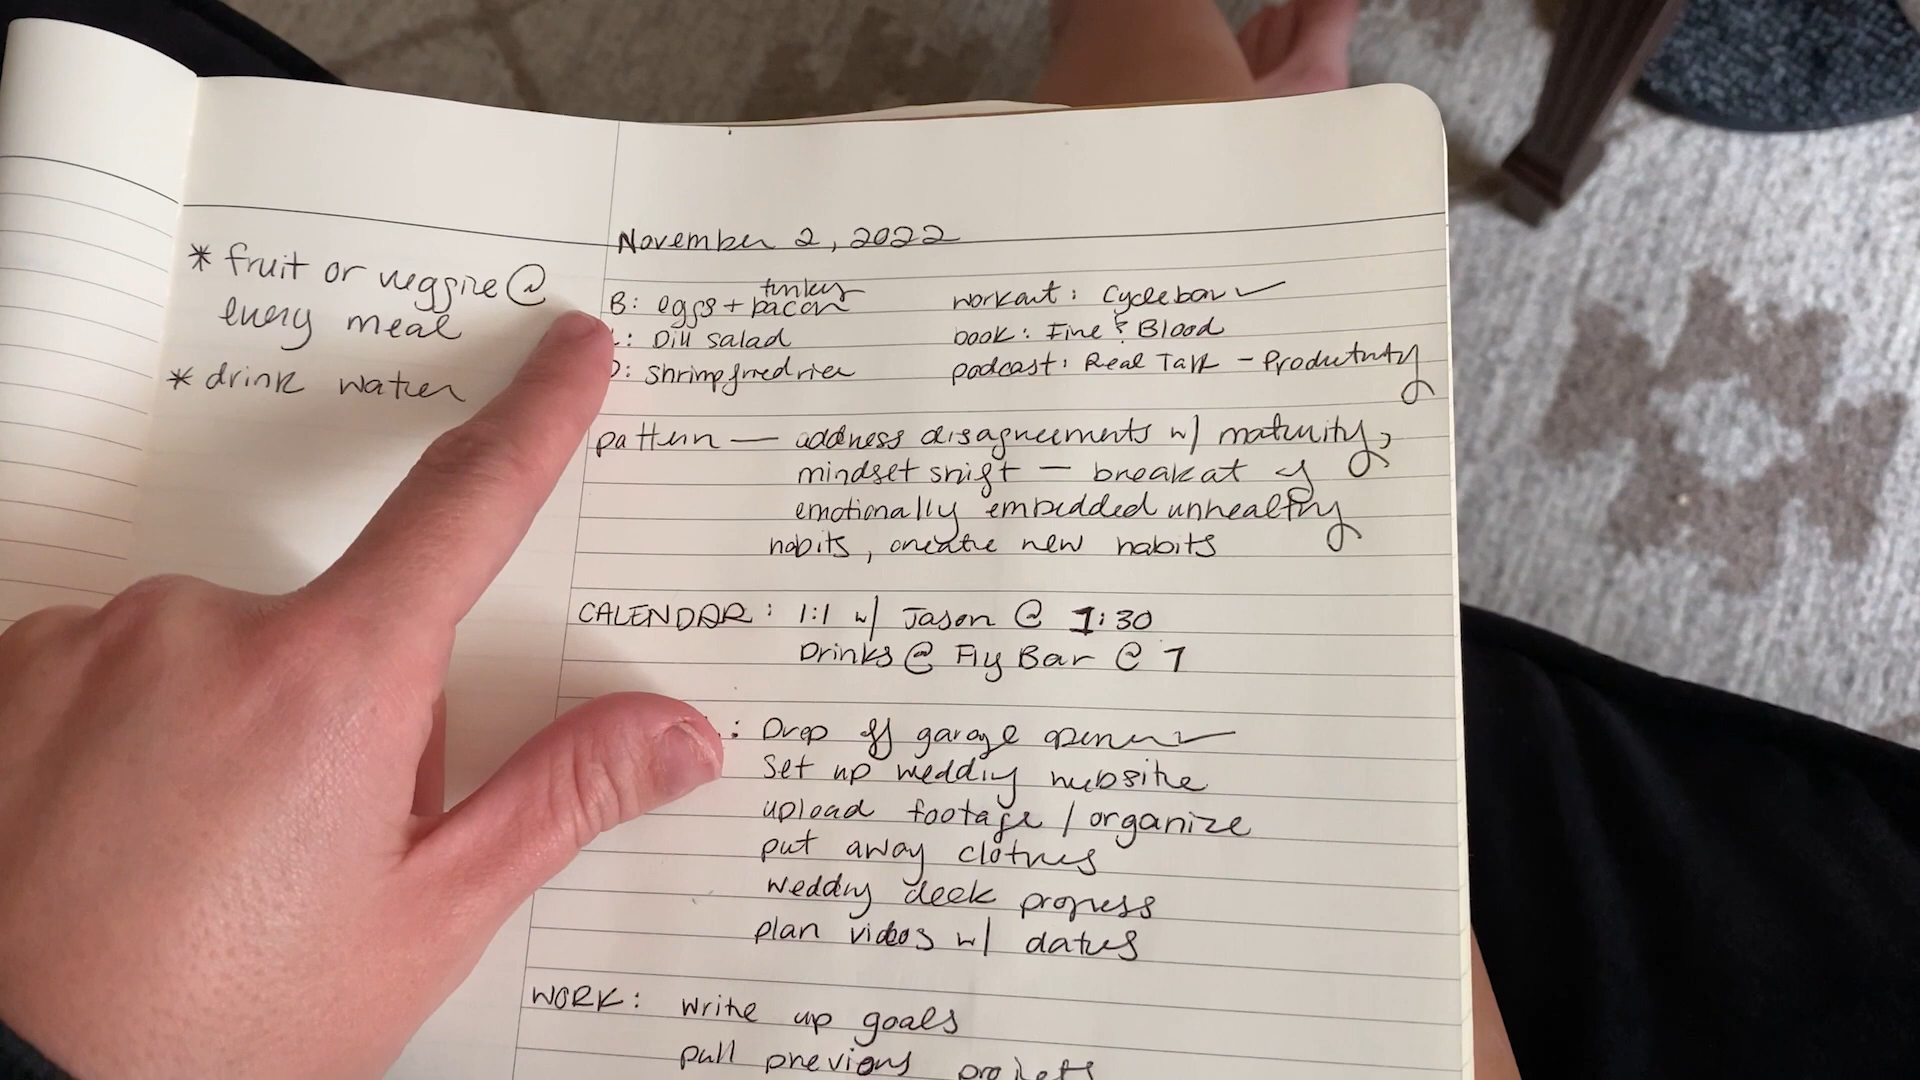 * fruit or veggie @
every meal
* drink water
November 2, 2022
turkey
B: eggs + bacon
: Dill salad
: shrimp fried rice
workout: Cyclebar ✓
book: Fire & Blood
podcast: Real Talk - Productivity
pattern — address disagreements w/ maturity,
mindset shift — break out of
emotionally embedded unhealthy
habits, create new habits
CALENDAR: 1:1 w/ Jason @ 1:30
Drinks @ Fly Bar @ 7
: Drop off garage opener ✓
Set up wedding website
upload footage / organize
put away clothes
wedding deck progress
plan videos w/ dates
WORK: write up goals
pull previous projects